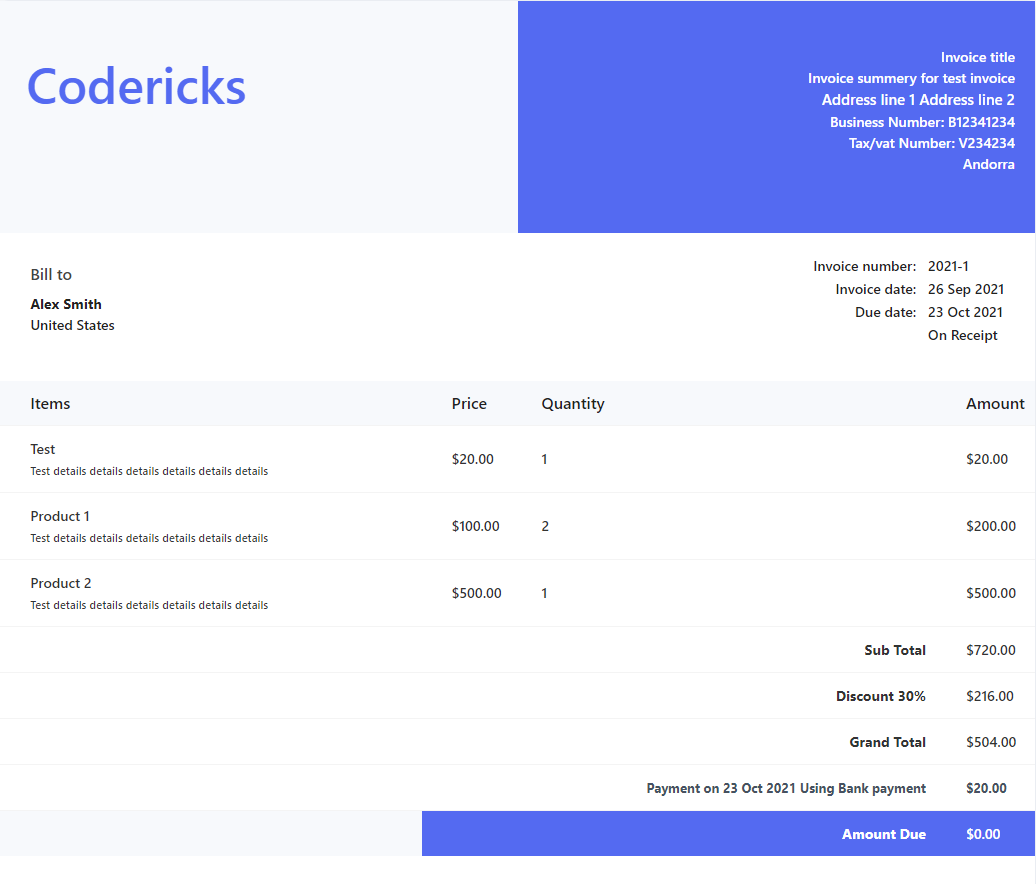 Codericks
Invoice title
Invoice summery for test invoice
Address line 1 Address line 2
Business Number: B12341234
Tax/vat Number: V234234
Andorra
Bill to
Alex Smith
United States
Invoice number: 2021-1
Invoice date: 26 Sep 2021
Due date: 23 Oct 2021
On Receipt
Items Price Quantity Amount
Test
Test details details details details details details
$20.00 1 $20.00
Product 1
Test details details details details details details
$100.00 2 $200.00
Product 2
Test details details details details details details
$500.00 1 $500.00
Sub Total $720.00
Discount 30% $216.00
Grand Total $504.00
Payment on 23 Oct 2021 Using Bank payment $20.00
Amount Due $0.00